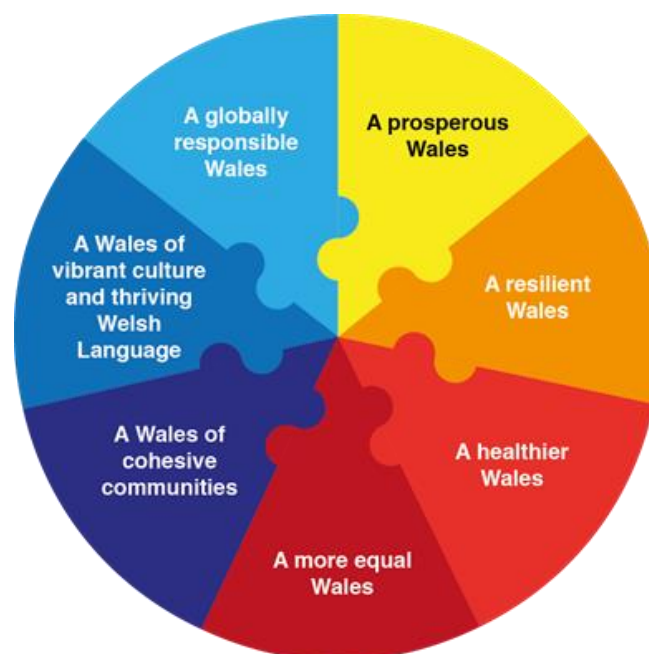 A prosperous
Wales
A resilient
Wales
A healthier
Wales
A more equal
Wales
A Wales of
cohesive
communities
A Wales of
vibrant culture
and thriving
Welsh
Language
A globally
responsible
Wales